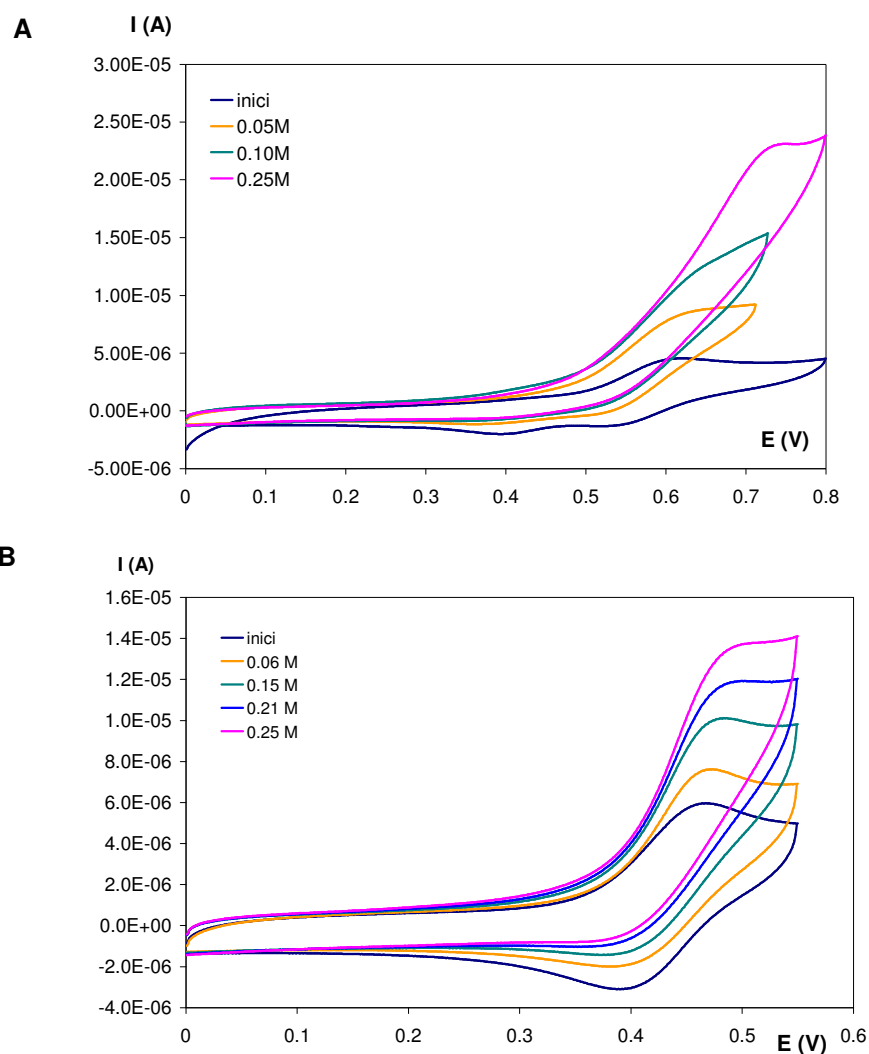 A
I (A)
3.00E-05
2.50E-05
2.00E-05
1.50E-05
1.00E-05
5.00E-06
0.00E+00
-5.00E-06
inici
0.05M
0.10M
0.25M
E (V)
0 0.1 0.2 0.3 0.4 0.5 0.6 0.7 0.8
B
I (A)
1.6E-05
1.4E-05
1.2E-05
1.0E-05
8.0E-06
6.0E-06
4.0E-06
2.0E-06
0.0E+00
-2.0E-06
-4.0E-06
inici
0.06 M
0.15 M
0.21 M
0.25 M
0 0.1 0.2 0.3 0.4 0.5 0.6
E (V)